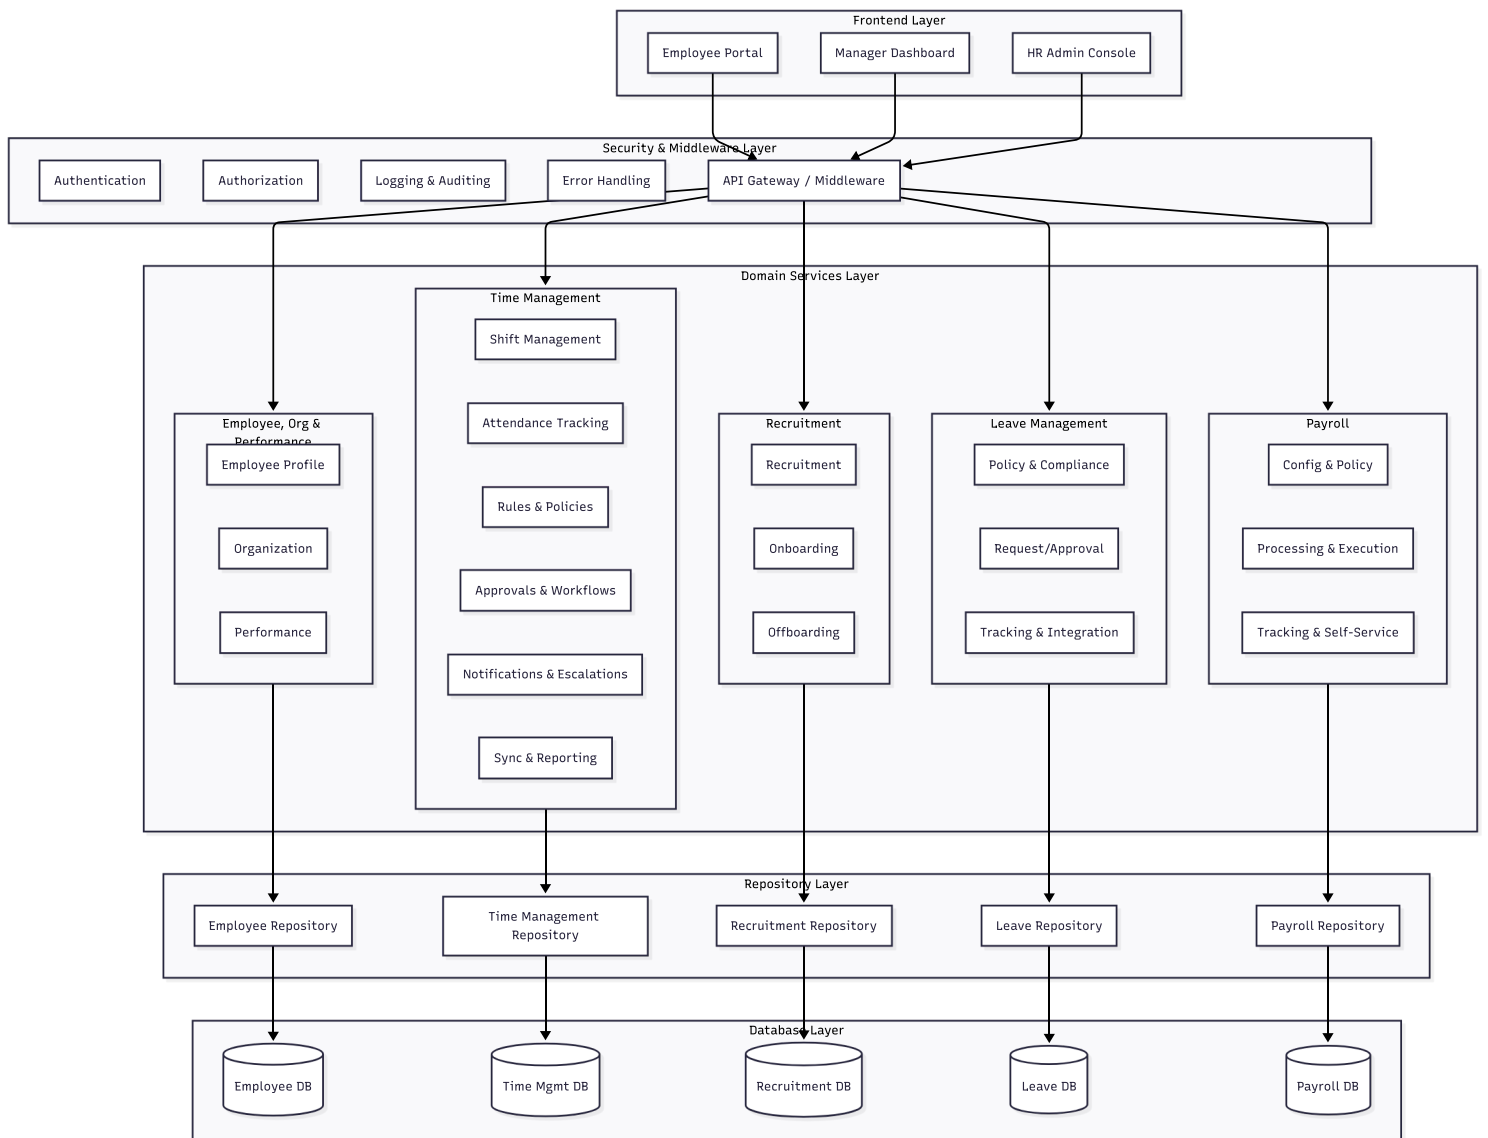 Frontend Layer
Employee Portal
Manager Dashboard
HR Admin Console
Security & Middleware Layer
Authentication
Authorization
Logging & Auditing
Error Handling
API Gateway / Middleware
Domain Services Layer
Time Management
Shift Management
Attendance Tracking
Rules & Policies
Approvals & Workflows
Notifications & Escalations
Sync & Reporting
Employee, Org &
Performance
Employee Profile
Organization
Performance
Recruitment
Recruitment
Onboarding
Offboarding
Leave Management
Policy & Compliance
Request/Approval
Tracking & Integration
Payroll
Config & Policy
Processing & Execution
Tracking & Self-Service
Repository Layer
Employee Repository
Time Management
Repository
Recruitment Repository
Leave Repository
Payroll Repository
Database Layer
Employee DB
Time Mgmt DB
Recruitment DB
Leave DB
Payroll DB